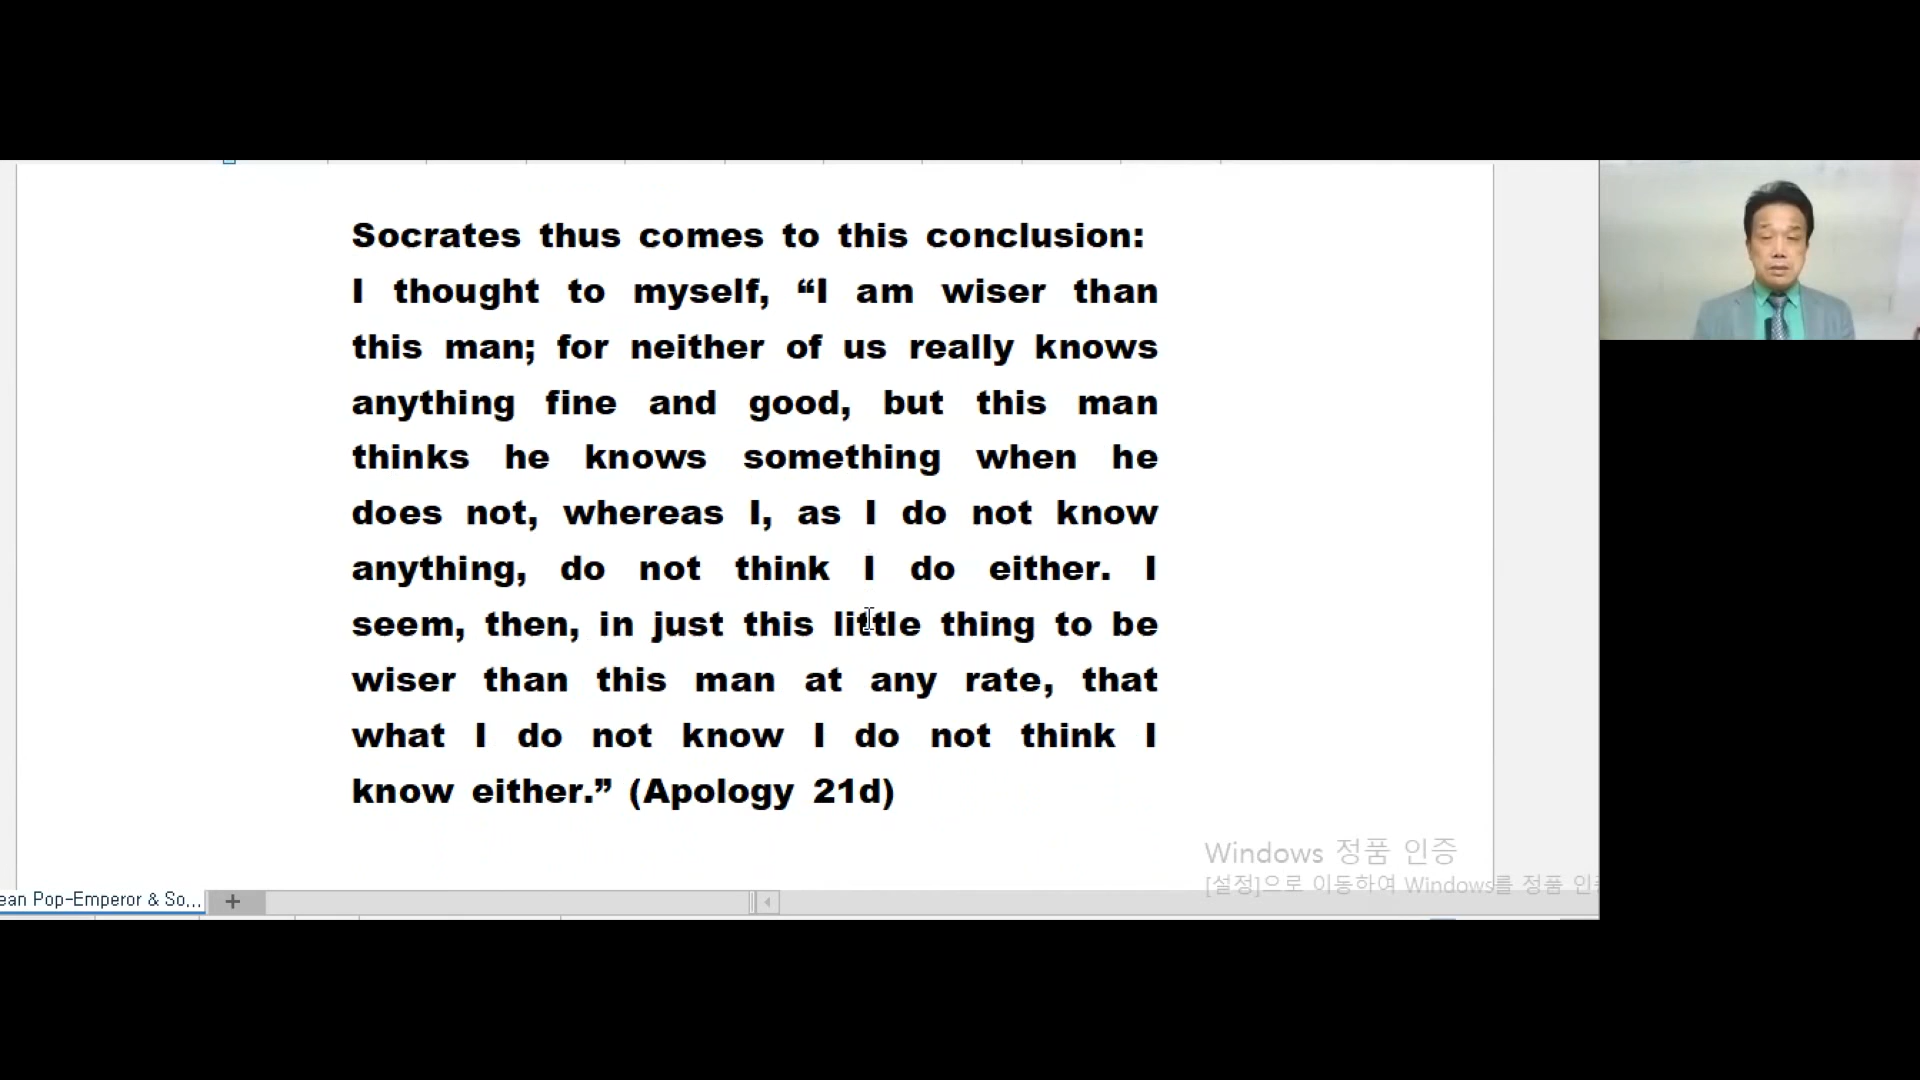 Socrates thus comes to this conclusion:
I thought to myself, “I am wiser than
this man; for neither of us really knows
anything fine and good, but this man
thinks he knows something when he
does not, whereas I, as I do not know
anything, do not think I do either. I
seem, then, in just this little thing to be
wiser than this man at any rate, that
what I do not know I do not think I
know either.” (Apology 21d)
Windows 정품 인증
[설정]으로 이동하여 Windows를 정품 인
ean Pop-Emperor & So...